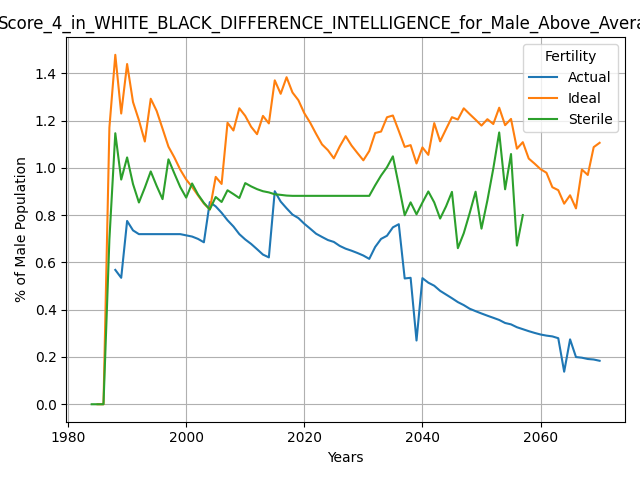 Score_4_in_WHITE_BLACK_DIFFERENCE_INTELLIGENCE_for_Male_Above_Avera
Fertility
Actual
Ideal
Sterile
% of Male Population
1.4
1.2
1.0
0.8
0.6
0.4
0.2
0.0
1980 2000 2020 2040 2060
Years